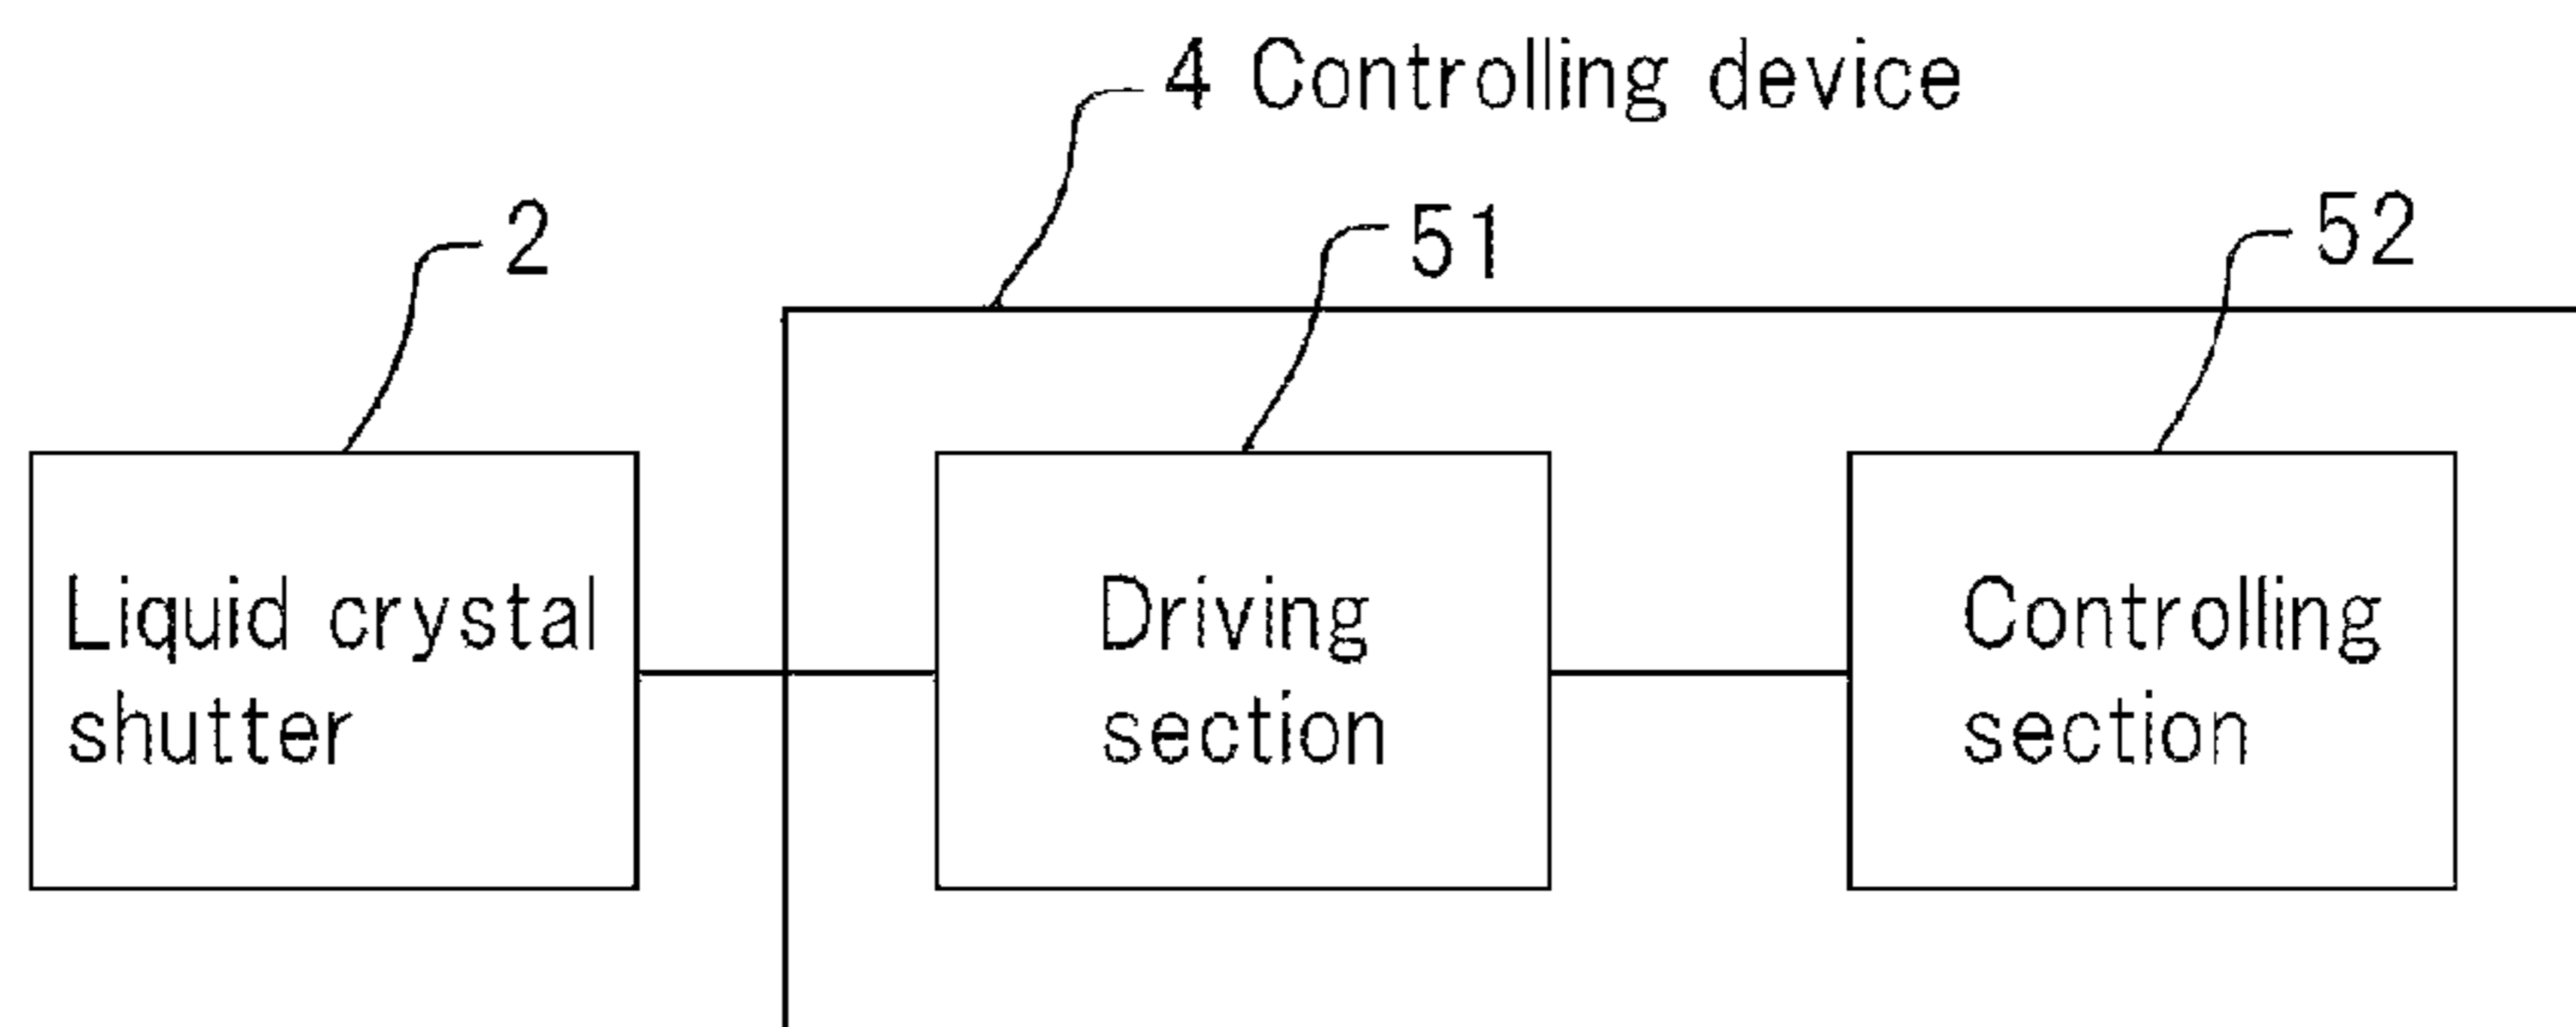 4 Controlling device
2
51
52
Liquid crystal
shutter
Driving
section
Controlling
section